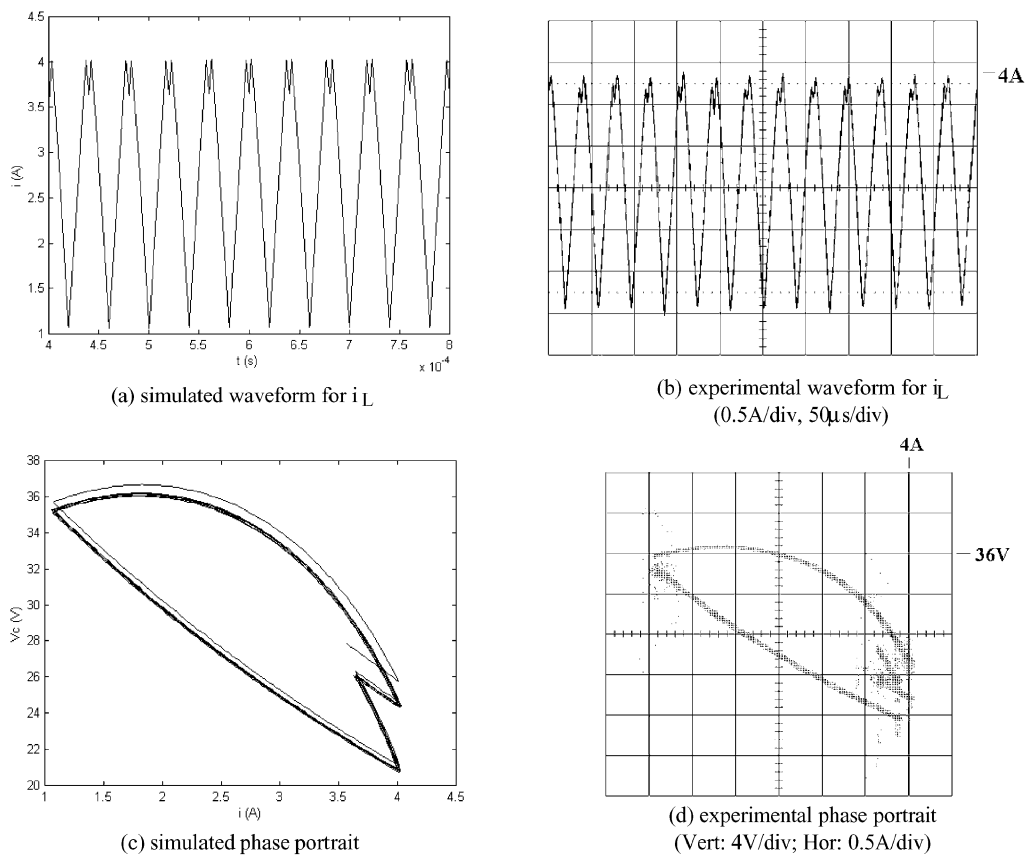 4.5
4
3.5
3
2.5
2
1.5
1
i (A)
4 4.5 5 5.5 6 6.5 7 7.5 8
t (s)
x 10⁻⁴
(a) simulated waveform for i L
4A
(b) experimental waveform for iL
(0.5A/div, 50µs/div)
38
36
34
32
30
28
26
24
22
20
Vc (V)
1 1.5 2 2.5 3 3.5 4 4.5
i (A)
(c) simulated phase portrait
4A
36V
(d) experimental phase portrait
(Vert: 4V/div; Hor: 0.5A/div)